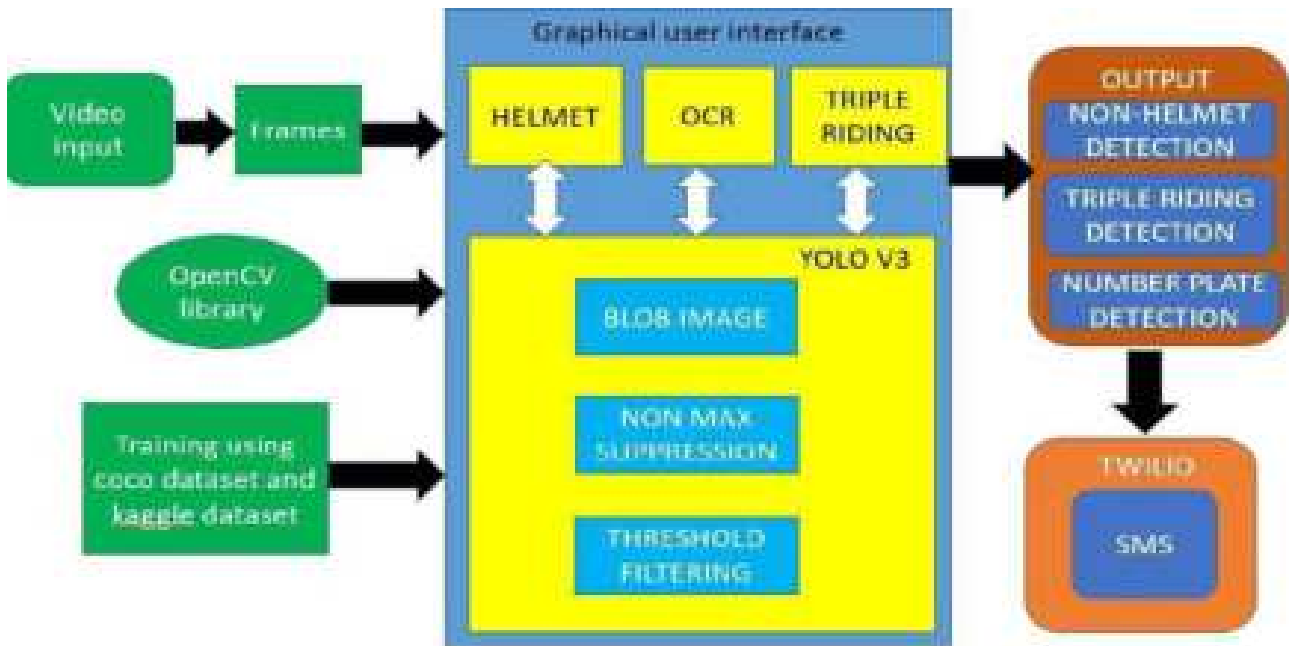 Graphical user interface
Video
input
Frames
HELMET
OCR
TRIPLE
RIDING
OpenCV
library
YOLO V3
BLOB IMAGE
NON MAX
SUPPRESSION
THRESHOLD
FILTERING
Training using
coco dataset and
kaggle dataset
OUTPUT
NON-HELMET
DETECTION
TRIPLE RIDING
DETECTION
NUMBER PLATE
DETECTION
TWILIO
SMS